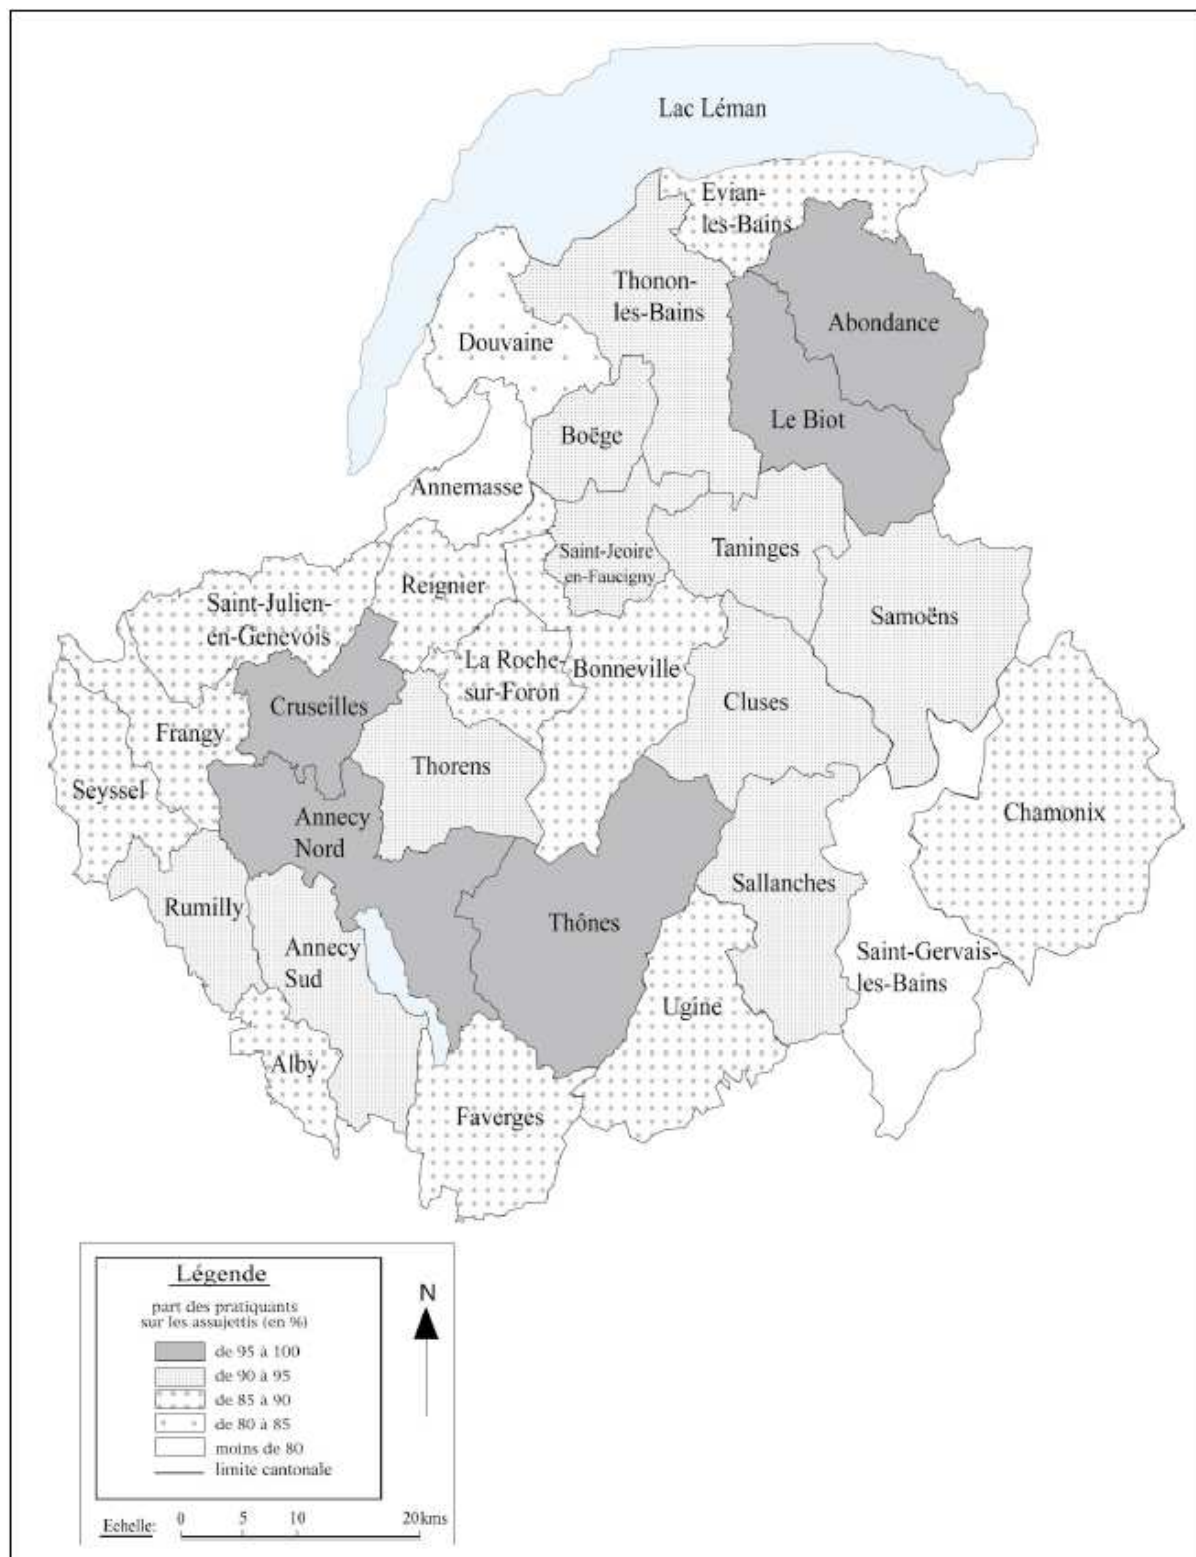 Lac Léman
Evian-
les-Bains
Thonon-
les-Bains
Abondance
Douvaine
Le Biot
Boëge
Annemasse
Saint-Jeoire
en-Faucigny
Taninges
Reignier
Saint-Julien-
en-Genevois
Samoëns
La Roche-
sur-Foron
Bonneville
Cruseilles
Cluses
Frangy
Thorens
Seyssel
Annecy
Nord
Chamonix
Sallanches
Rumilly
Thônes
Annecy
Sud
Saint-Gervais-
les-Bains
Ugine
Alby
Faverges
Légende
part des pratiquants
sur les assujettis (en %)
de 95 à 100
de 90 à 95
de 85 à 90
de 80 à 85
moins de 80
limite cantonale
N
Echelle: 0 5 10 20 kms